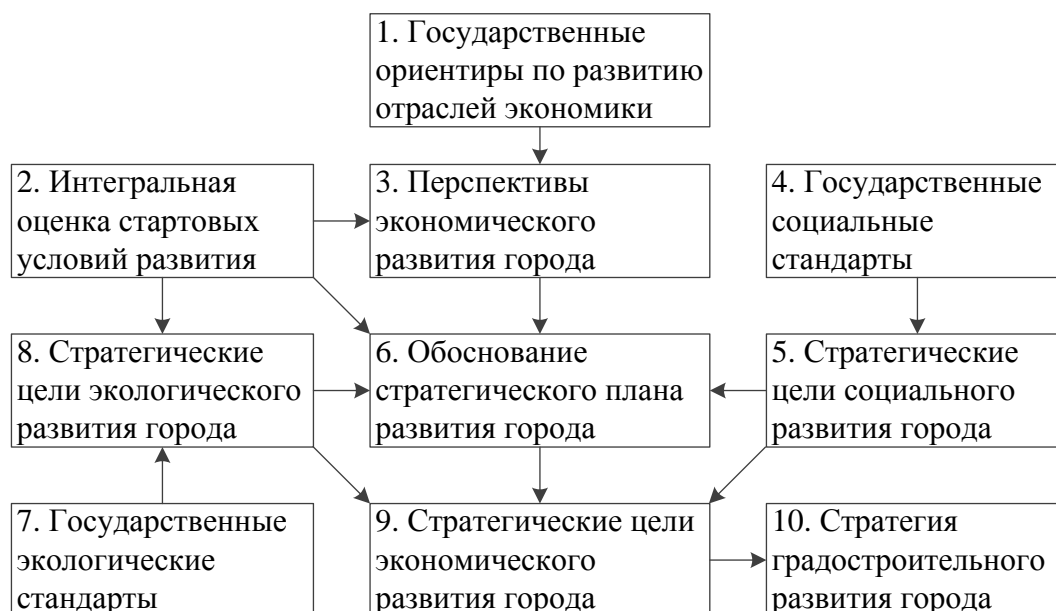 1. Государственные
ориентиры по развитию
отраслей экономики
2. Интегральная
оценка стартовых
условий развития
3. Перспективы
экономического
развития города
4. Государственные
социальные
стандарты
8. Стратегические
цели экологического
развития города
6. Обоснование
стратегического плана
развития города
5. Стратегические
цели социального
развития города
7. Государственные
экологические
стандарты
9. Стратегические цели
экономического
развития города
10. Стратегия
градостроительного
развития города